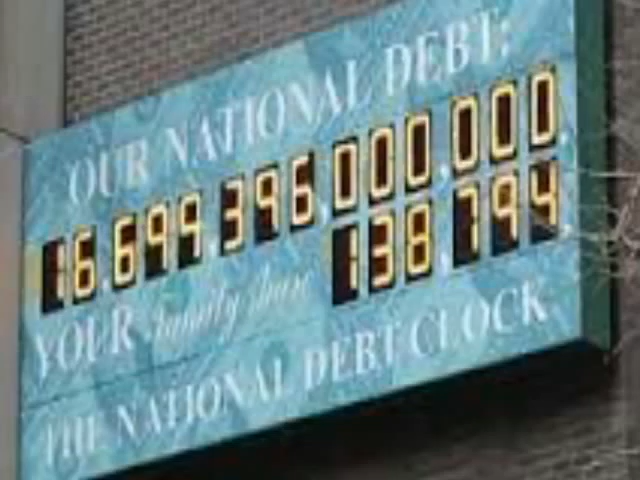 OUR NATIONAL DEBT:
16,699,396,000,000
YOUR family share 138,794
THE NATIONAL DEBT CLOCK